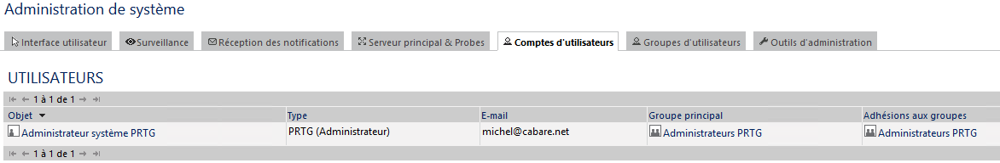 Administration de système
Interface utilisateur Surveillance Réception des notifications Serveur principal & Probes Comptes d'utilisateurs Groupes d'utilisateurs Outils d'administration
UTILISATEURS
1 à 1 de 1
Objet Type E-mail Groupe principal Adhésions aux groupes
Administrateur système PRTG PRTG (Administrateur) michel@cabare.net Administrateurs PRTG Administrateurs PRTG
1 à 1 de 1